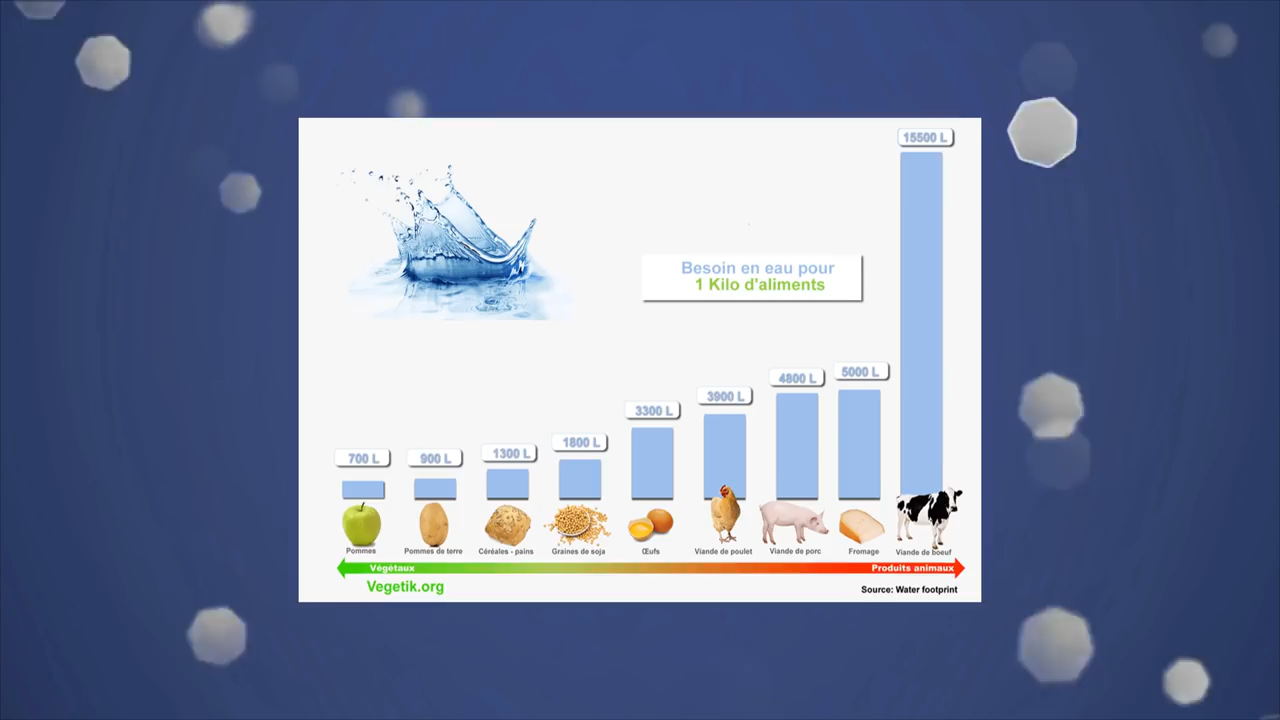 15500 L
Besoin en eau pour
1 Kilo d'aliments
700 L
900 L
1300 L
1800 L
3300 L
3900 L
4800 L
5000 L
Pommes
Pommes de terre
Céréales - pains
Graines de soja
Œufs
Viande de poulet
Viande de porc
Fromage
Viande de boeuf
Végétaux
Produits animaux
Vegetik.org
Source: Water footprint